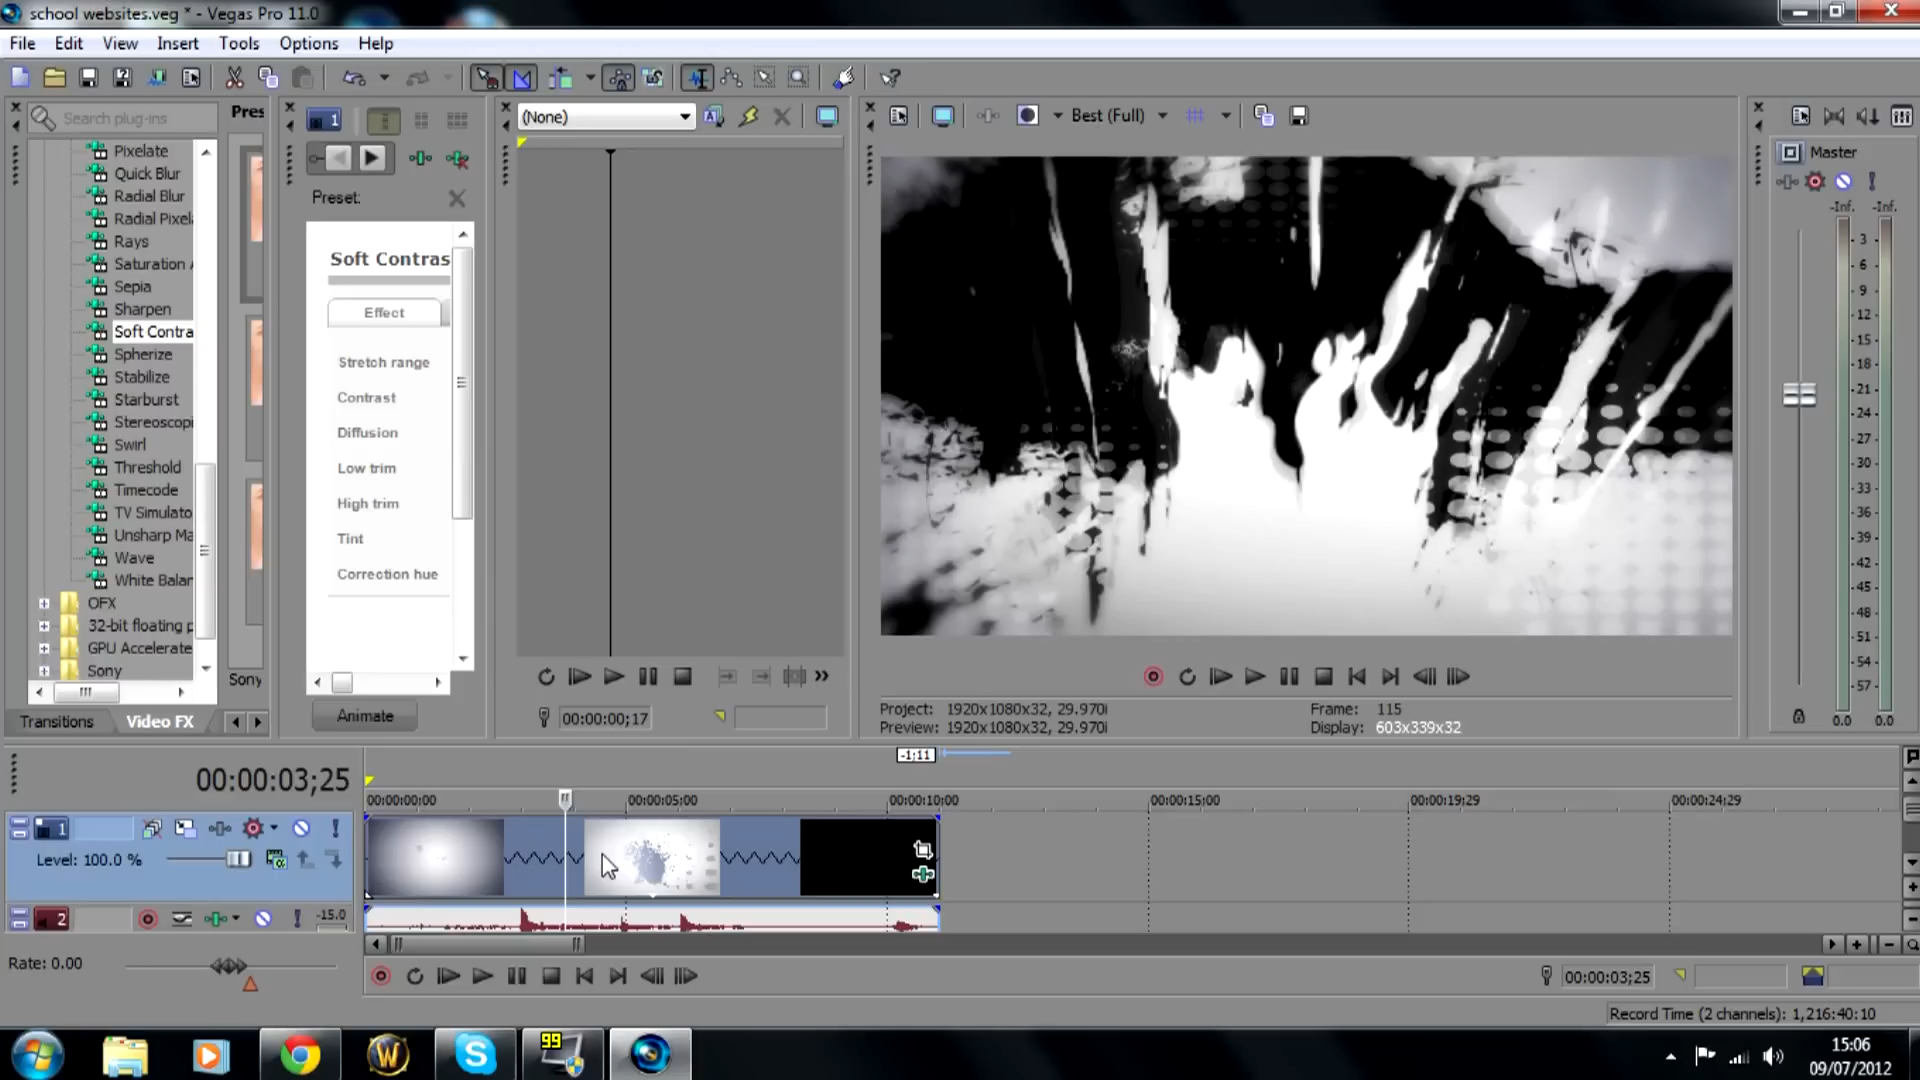 school websites.veg * - Vegas Pro 11.0
File Edit View Insert Tools Options Help
Search plug-ins
Pres
Pixelate
Quick Blur
Radial Blur
Radial Pixel
Rays
Saturation A
Sepia
Sharpen
Soft Contra
Spherize
Stabilize
Starburst
Stereoscopi
Swirl
Threshold
Timecode
TV Simulato
Unsharp Ma
Wave
White Balan
OFX
32-bit floating p
GPU Accelerate
Sony
Sony
Transitions Video FX
1
Preset:
Soft Contras
Effect
Stretch range
Contrast
Diffusion
Low trim
High trim
Tint
Correction hue
Animate
(None)
00:00:00;17
Best (Full)
Project: 1920x1080x32, 29.970i
Preview: 1920x1080x32, 29.970i
Frame: 115
Display: 603x339x32
Master
-Inf. -Inf.
3
6
9
12
15
18
21
24
27
30
33
36
39
42
45
48
51
54
57
0.0 0.0
-1;11
00:00:03;25
00:00:00;00 00:00:05;00 00:00:10;00 00:00:15;00 00:00:19;29 00:00:24;29
1
Level: 100.0 %
2
-15.0
Rate: 0.00
00:00:03;25
Record Time (2 channels): 1,216:40:10
99
15:06
09/07/2012